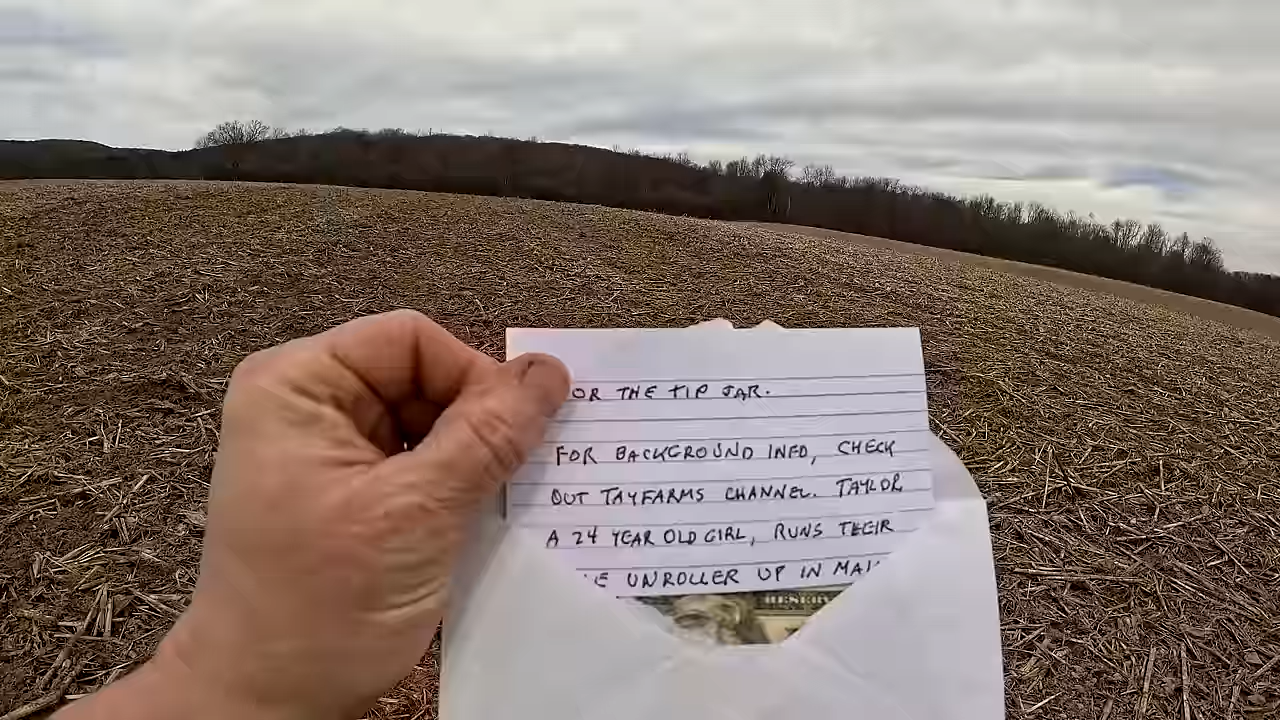 OR THE TIP JAR.
FOR BACKGROUND INFO, CHECK
OUT TAYFARMS CHANNEL. TAYLOR
A 24 YEAR OLD GIRL, RUNS THEIR
UNROLLER UP IN